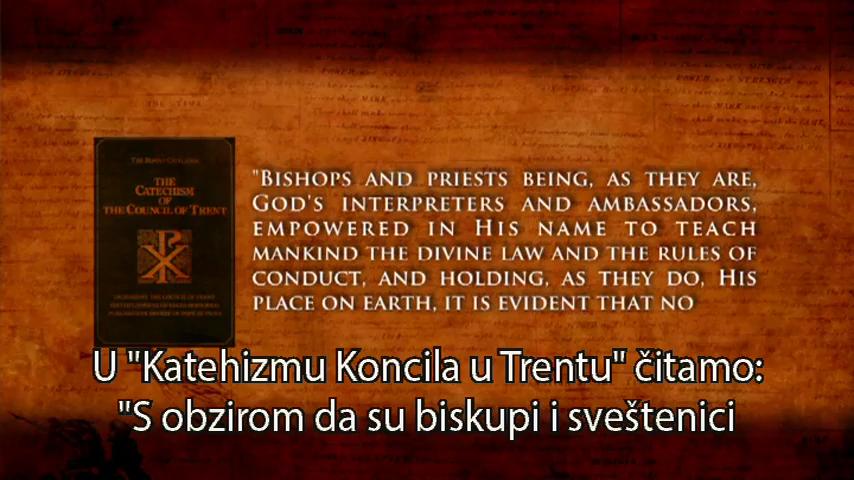 THE ROMAN CATECHISM
THE
CATECHISM
OF
THE COUNCIL OF TRENT
"BISHOPS AND PRIESTS BEING, AS THEY ARE,
GOD'S INTERPRETERS AND AMBASSADORS,
EMPOWERED IN HIS NAME TO TEACH
MANKIND THE DIVINE LAW AND THE RULES OF
CONDUCT, AND HOLDING, AS THEY DO, HIS
PLACE ON EARTH, IT IS EVIDENT THAT NO
U "Katehizmu Koncila u Trentu" čitamo:
"S obzirom da su biskupi i sveštenici